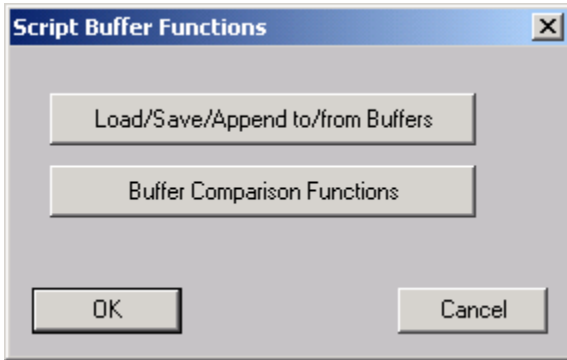 Script Buffer Functions
Load/Save/Append to/from Buffers
Buffer Comparison Functions
OK
Cancel